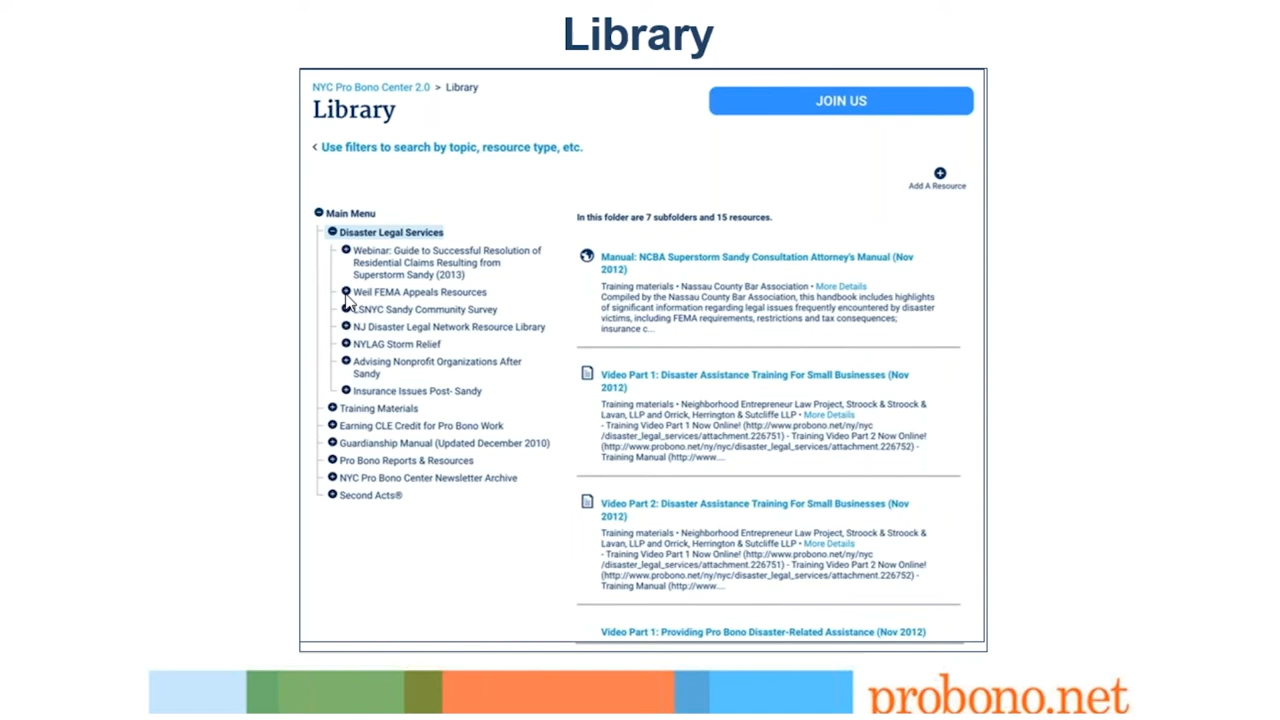 Library
NYC Pro Bono Center 2.0 > Library
JOIN US
Library
< Use filters to search by topic, resource type, etc.
Add A Resource
Main Menu
Disaster Legal Services
Webinar: Guide to Successful Resolution of
Residential Claims Resulting from
Superstorm Sandy (2013)
Weil FEMA Appeals Resources
LSNYC Sandy Community Survey
NJ Disaster Legal Network Resource Library
NYLAG Storm Relief
Advising Nonprofit Organizations After
Sandy
Insurance Issues Post- Sandy
Training Materials
Earning CLE Credit for Pro Bono Work
Guardianship Manual (Updated December 2010)
Pro Bono Reports & Resources
NYC Pro Bono Center Newsletter Archive
Second Acts®
In this folder are 7 subfolders and 15 resources.
Manual: NCBA Superstorm Sandy Consultation Attorney's Manual (Nov
2012)
Training materials • Nassau County Bar Association • More Details
Compiled by the Nassau County Bar Association, this handbook includes highlights
of significant information regarding legal issues frequently encountered by disaster
victims, including FEMA requirements, restrictions and tax consequences;
insurance c...
Video Part 1: Disaster Assistance Training For Small Businesses (Nov
2012)
Training materials • Neighborhood Entrepreneur Law Project, Stroock & Stroock &
Lavan, LLP and Orrick, Herrington & Sutcliffe LLP • More Details
- Training Video Part 1 Now Online! (http://www.probono.net/ny/nyc
/disaster_legal_services/attachment.226751) - Training Video Part 2 Now Online!
(http://www.probono.net/ny/nyc/disaster_legal_services/attachment.226752) -
Training Manual (http://www....
Video Part 2: Disaster Assistance Training For Small Businesses (Nov
2012)
Training materials • Neighborhood Entrepreneur Law Project, Stroock & Stroock &
Lavan, LLP and Orrick, Herrington & Sutcliffe LLP • More Details
- Training Video Part 1 Now Online! (http://www.probono.net/ny/nyc
/disaster_legal_services/attachment.226751) - Training Video Part 2 Now Online!
(http://www.probono.net/ny/nyc/disaster_legal_services/attachment.226752) -
Training Manual (http://www....
Video Part 1: Providing Pro Bono Disaster-Related Assistance (Nov 2012)
probono.net